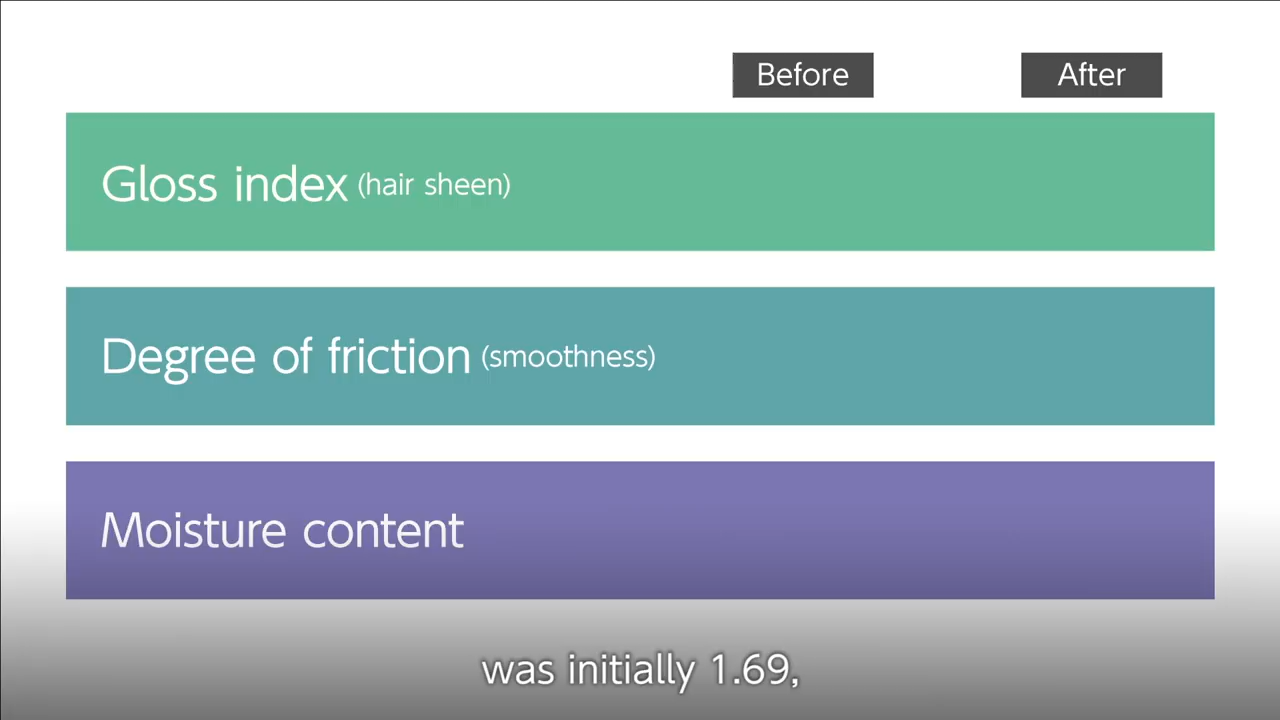 Before After
Gloss index (hair sheen)
Degree of friction (smoothness)
Moisture content
was initially 1.69,